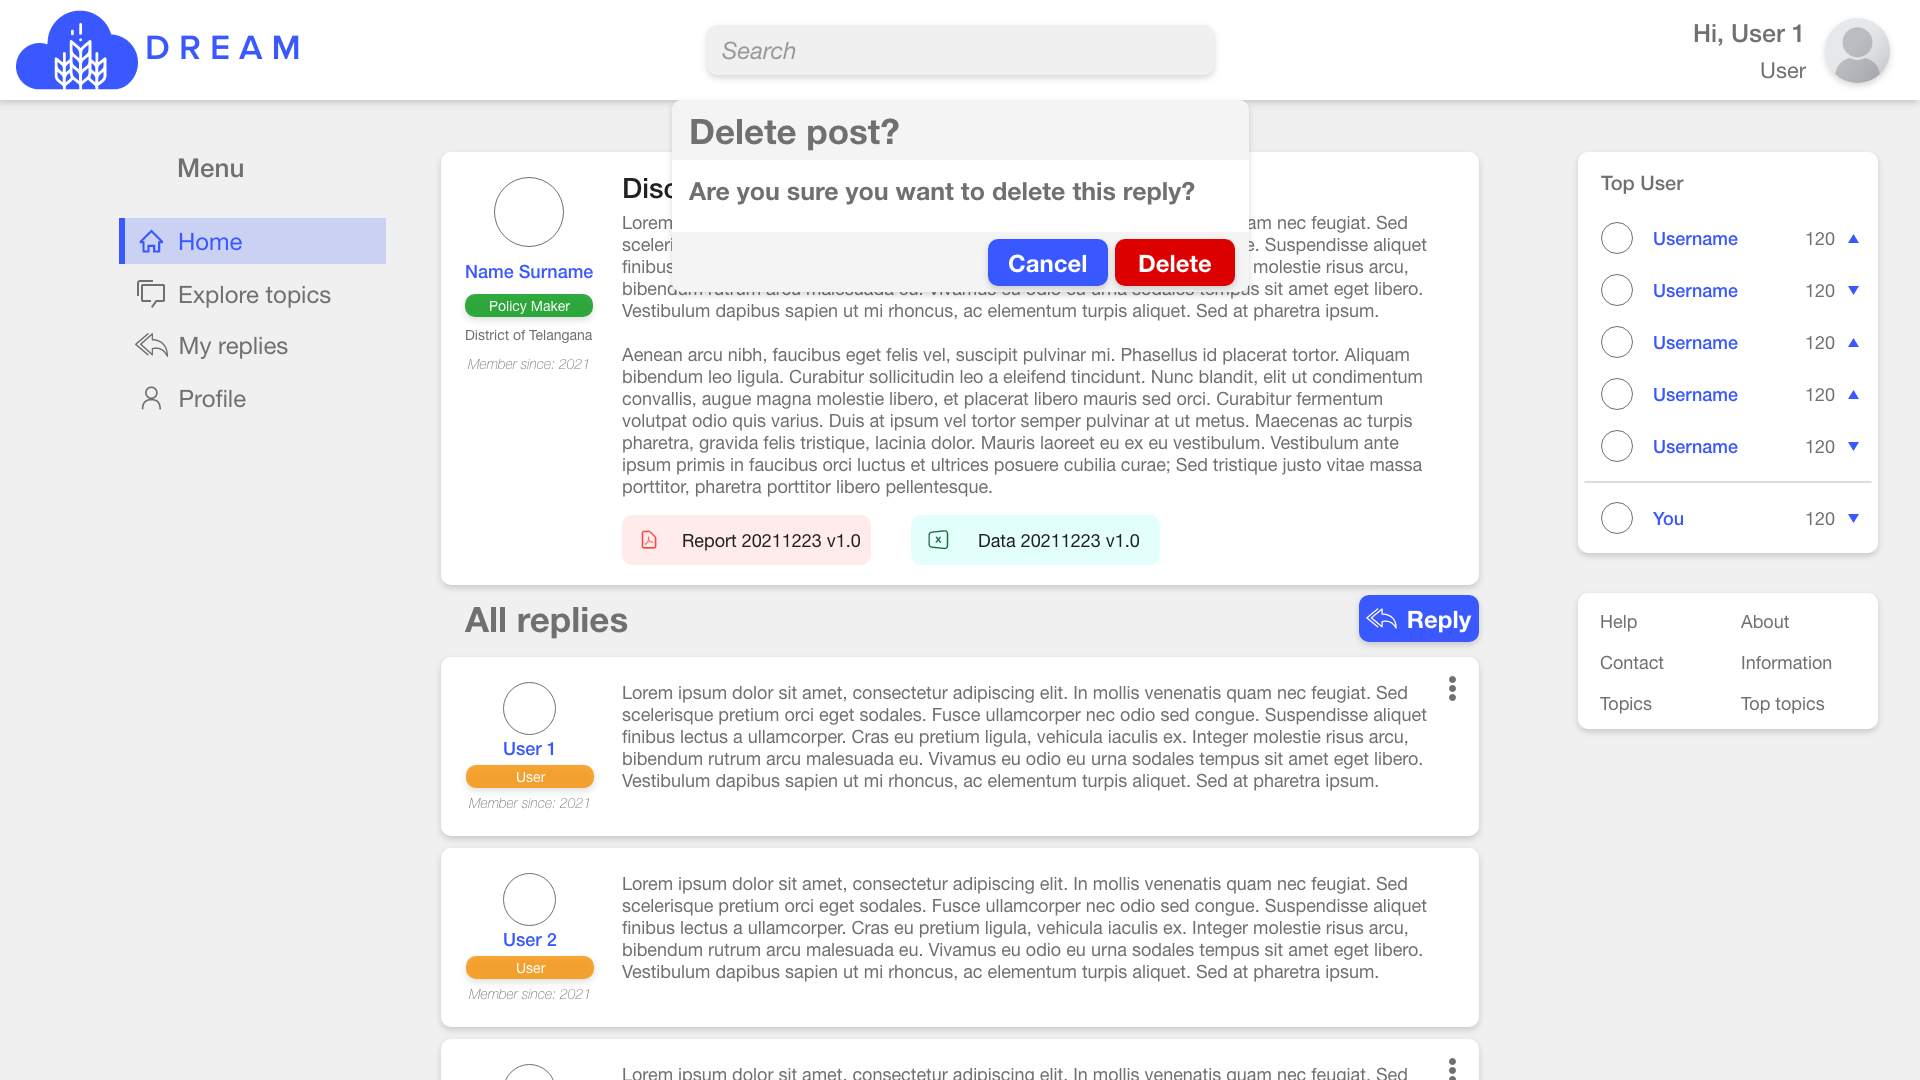 DREAM
Search
Hi, User 1
User
Menu
Home
Explore topics
My replies
Profile
Delete post?
Are you sure you want to delete this reply?
Cancel
Delete
Name Surname
Policy Maker
District of Telangana
Member since: 2021
Lorem
am nec feugiat. Sed
Suspendisse aliquet
finibus
molestie risus arcu,
bibendum rutrum arcu malesuada eu. Vivamus eu odio eu urna sodales tempus sit amet eget libero.
Vestibulum dapibus sapien ut mi rhoncus, ac elementum turpis aliquet. Sed at pharetra ipsum.
Aenean arcu nibh, faucibus eget felis vel, suscipit pulvinar mi. Phasellus id placerat tortor. Aliquam
bibendum leo ligula. Curabitur sollicitudin leo a eleifend tincidunt. Nunc blandit, elit ut condimentum
convallis, augue magna molestie libero, et placerat libero mauris sed orci. Curabitur fermentum
volutpat odio quis varius. Duis at ipsum vel tortor semper pulvinar at ut metus. Maecenas ac turpis
pharetra, gravida felis tristique, lacinia dolor. Mauris laoreet eu ex eu vestibulum. Vestibulum ante
ipsum primis in faucibus orci luctus et ultrices posuere cubilia curae; Sed tristique justo vitae massa
porttitor, pharetra porttitor libero pellentesque.
Report 20211223 v1.0
Data 20211223 v1.0
All replies
Reply
User 1
User
Member since: 2021
Lorem ipsum dolor sit amet, consectetur adipiscing elit. In mollis venenatis quam nec feugiat. Sed
scelerisque pretium orci eget sodales. Fusce ullamcorper nec odio sed congue. Suspendisse aliquet
finibus lectus a ullamcorper. Cras eu pretium ligula, vehicula iaculis ex. Integer molestie risus arcu,
bibendum rutrum arcu malesuada eu. Vivamus eu odio eu urna sodales tempus sit amet eget libero.
Vestibulum dapibus sapien ut mi rhoncus, ac elementum turpis aliquet. Sed at pharetra ipsum.
User 2
User
Member since: 2021
Lorem ipsum dolor sit amet, consectetur adipiscing elit. In mollis venenatis quam nec feugiat. Sed
scelerisque pretium orci eget sodales. Fusce ullamcorper nec odio sed congue. Suspendisse aliquet
finibus lectus a ullamcorper. Cras eu pretium ligula, vehicula iaculis ex. Integer molestie risus arcu,
bibendum rutrum arcu malesuada eu. Vivamus eu odio eu urna sodales tempus sit amet eget libero.
Vestibulum dapibus sapien ut mi rhoncus, ac elementum turpis aliquet. Sed at pharetra ipsum.
Lorem ipsum dolor sit amet, consectetur adipiscing elit. In mollis venenatis quam nec feugiat. Sed
Top User
Username 120
Username 120
Username 120
Username 120
Username 120
You 120
Help About
Contact Information
Topics Top topics